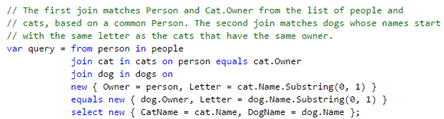 // The first join matches Person and Cat.Owner from the list of people and
// cats, based on a common Person. The second join matches dogs whose names start
// with the same letter as the cats that have the same owner.
var query = from person in people
join cat in cats on person equals cat.Owner
join dog in dogs on
new { Owner = person, Letter = cat.Name.Substring(0, 1) }
equals new { dog.Owner, Letter = dog.Name.Substring(0, 1) }
select new { CatName = cat.Name, DogName = dog.Name };